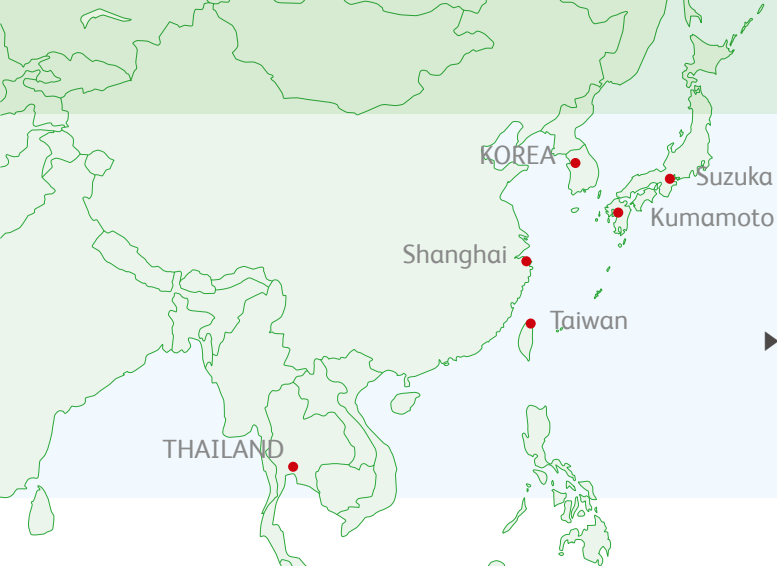 KOREA
Suzuka
Kumamoto
Shanghai
Taiwan
THAILAND